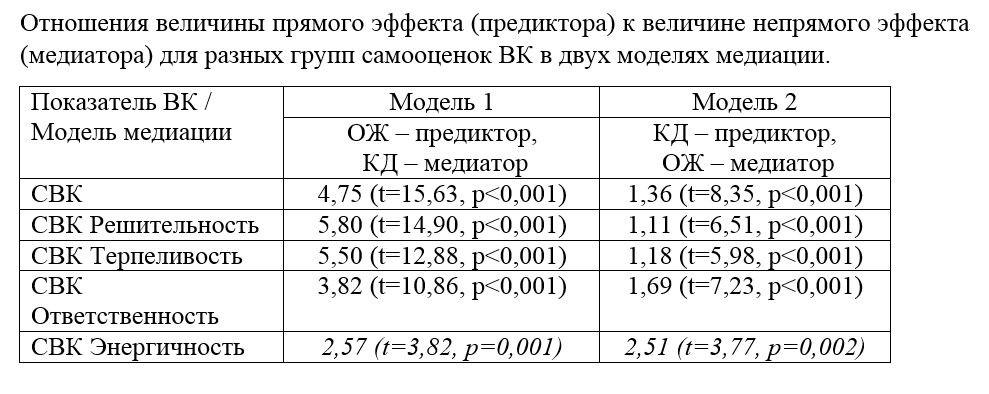 Отношения величины прямого эффекта (предиктора) к величине непрямого эффекта
(медиатора) для разных групп самооценок ВК в двух моделях медиации.
Показатель ВК / Модель 1 Модель 2
Модель медиации ОЖ – предиктор, КД – предиктор,
КД – медиатор ОЖ – медиатор
СВК 4,75 (t=15,63, p<0,001) 1,36 (t=8,35, p<0,001)
СВК Решительность 5,80 (t=14,90, p<0,001) 1,11 (t=6,51, p<0,001)
СВК Терпеливость 5,50 (t=12,88, p<0,001) 1,18 (t=5,98, p<0,001)
СВК 3,82 (t=10,86, p<0,001) 1,69 (t=7,23, p<0,001)
Ответственность
СВК Энергичность 2,57 (t=3,82, p=0,001) 2,51 (t=3,77, p=0,002)